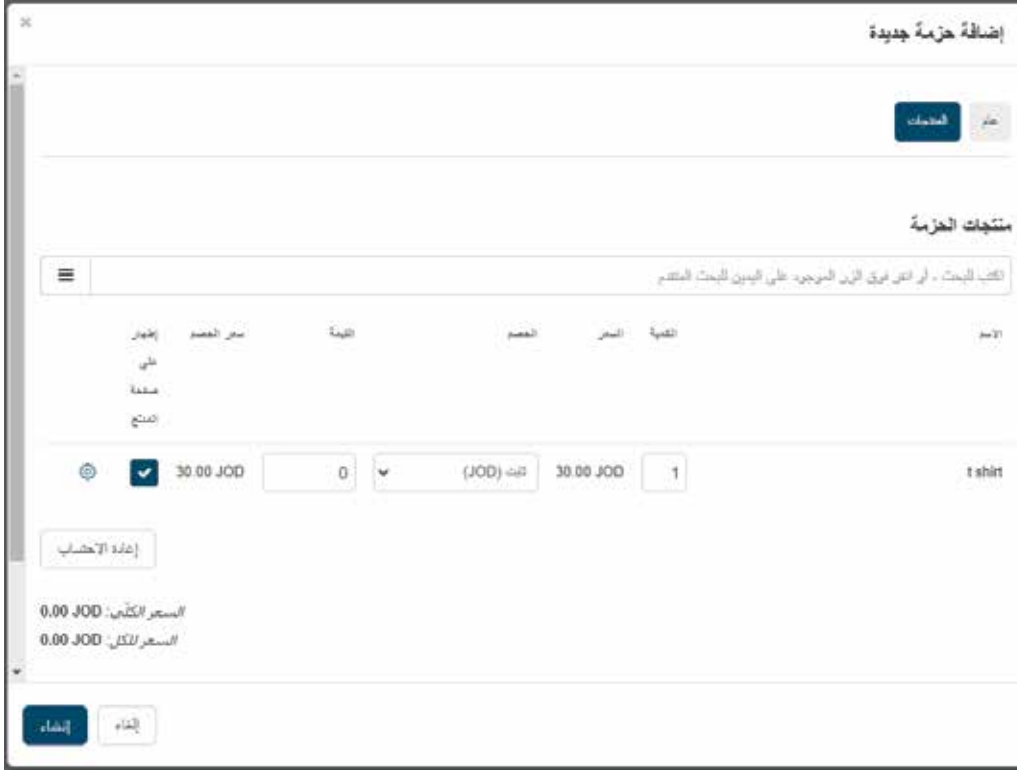 إضافة حزمة جديدة
×
عام
المنتجات
منتجات الحزمة
اكتب للبحث ، أو انقر فوق الزر الموجود على اليمين للبحث المتقدم
الاسم
الكمية
السعر
الخصم
القيمة
سعر الخصم
إظهار
على
صفحة
المنتج
t shirt
1
30.00 JOD
ثابت (JOD)
0
30.00 JOD
إعادة الاحتساب
السعر الكلّي: 0.00 JOD
السعر للكل: 0.00 JOD
إلغاء
إنشاء